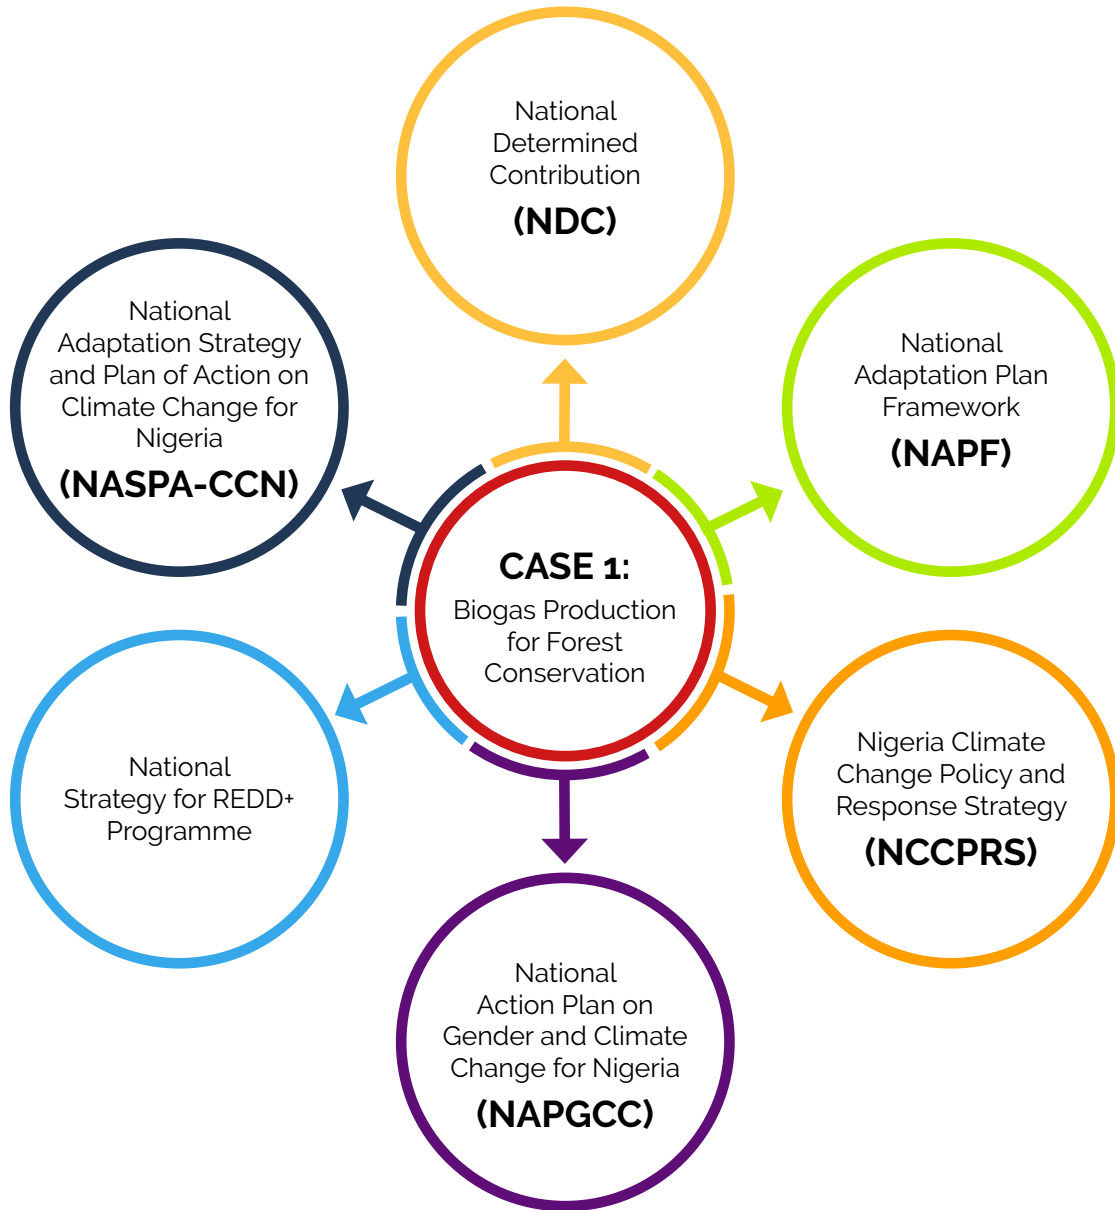 National
Determined
Contribution
(NDC)
National
Adaptation Strategy
and Plan of Action on
Climate Change for
Nigeria
(NASPA-CCN)
National
Adaptation Plan
Framework
(NAPF)
CASE 1:
Biogas Production
for Forest
Conservation
National
Strategy for REDD+
Programme
Nigeria Climate
Change Policy and
Response Strategy
(NCCPRS)
National
Action Plan on
Gender and Climate
Change for Nigeria
(NAPGCC)